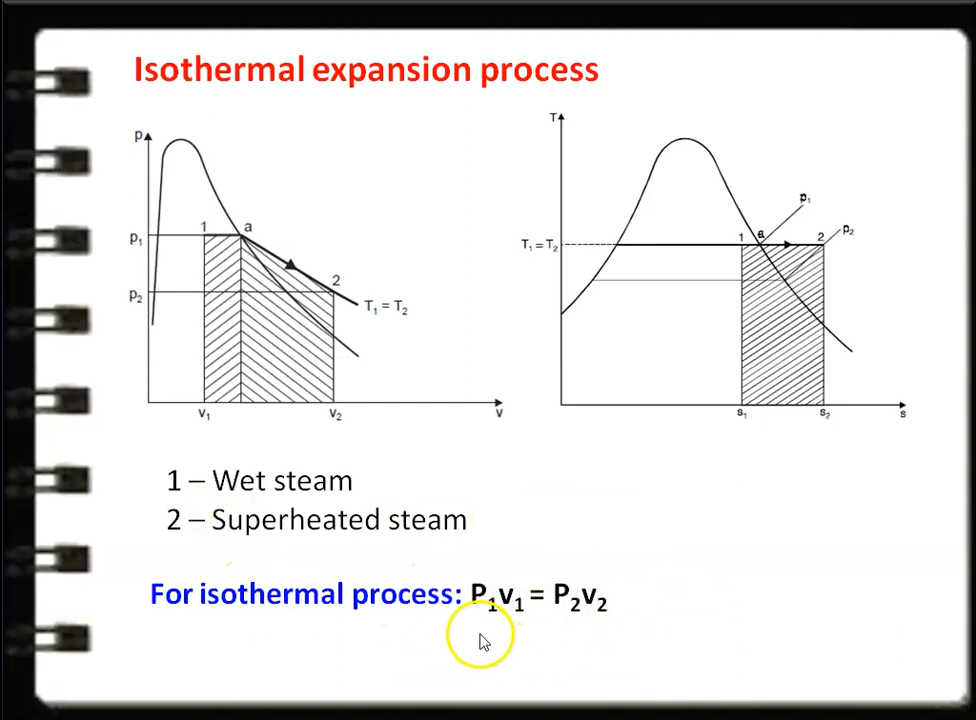 Isothermal expansion process
p
1
a
p₁
2
p₂
T₁ = T₂
v₁
v₂
v
T
p₁
p₂
1
a
2
T₁ = T₂
s₁
s₂
s
1 – Wet steam
2 – Superheated steam
For isothermal process: P₁v₁ = P₂v₂